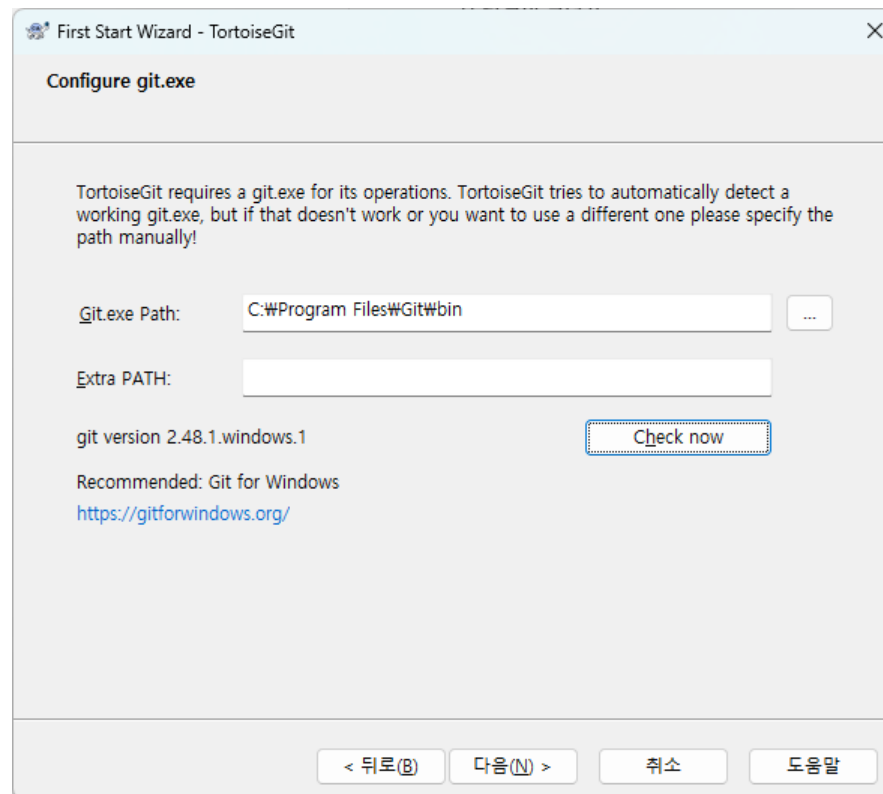 First Start Wizard - TortoiseGit
Configure git.exe
TortoiseGit requires a git.exe for its operations. TortoiseGit tries to automatically detect a
working git.exe, but if that doesn't work or you want to use a different one please specify the
path manually!
Git.exe Path:
C:₩Program Files₩Git₩bin
...
Extra PATH:
git version 2.48.1.windows.1
Check now
Recommended: Git for Windows
https://gitforwindows.org/
< 뒤로(B)
다음(N) >
취소
도움말